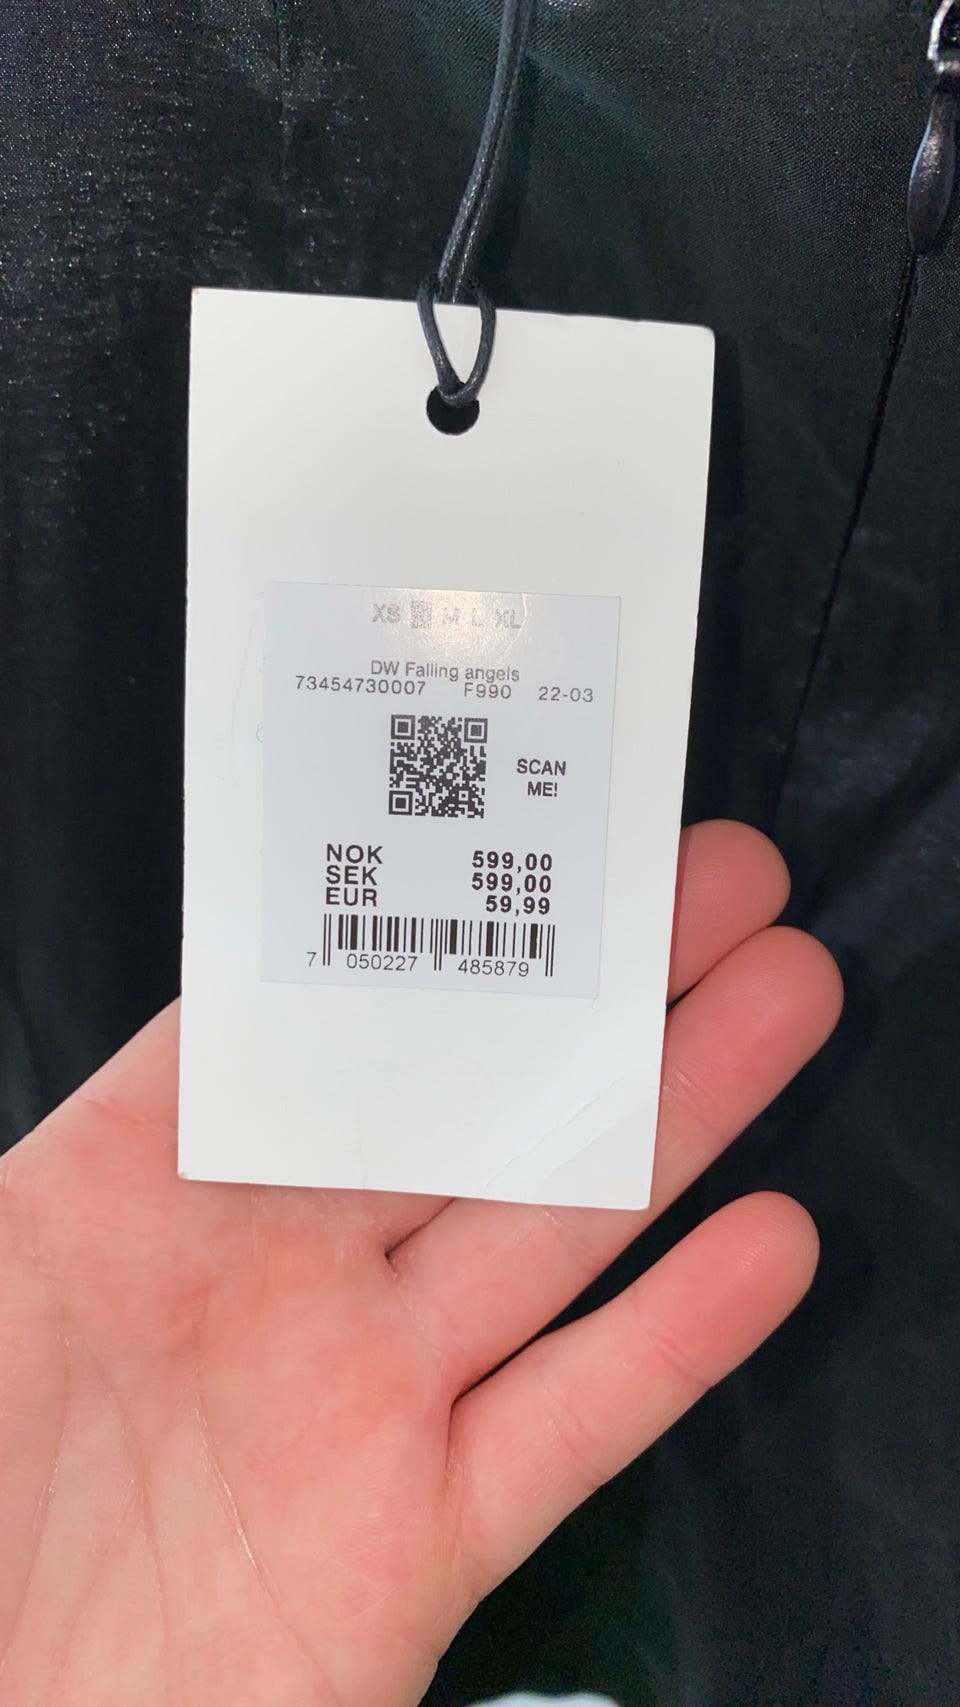 XS S M L XL
DW Falling angels
73454730007 F990 22-03
SCAN
ME!
NOK 599,00
SEK 599,00
EUR 59,99
7 050227 485879